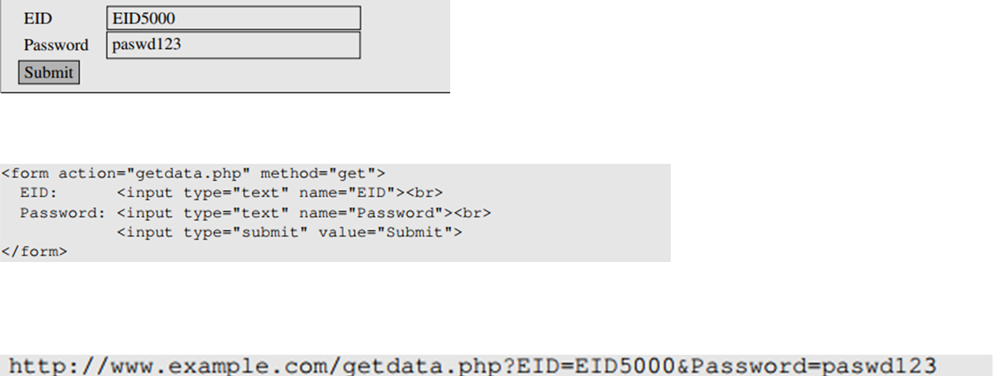 EID EID5000
Password paswd123
Submit
<form action="getdata.php" method="get">
EID: <input type="text" name="EID"><br>
Password: <input type="text" name="Password"><br>
<input type="submit" value="Submit">
</form>
http://www.example.com/getdata.php?EID=EID5000&Password=paswd123